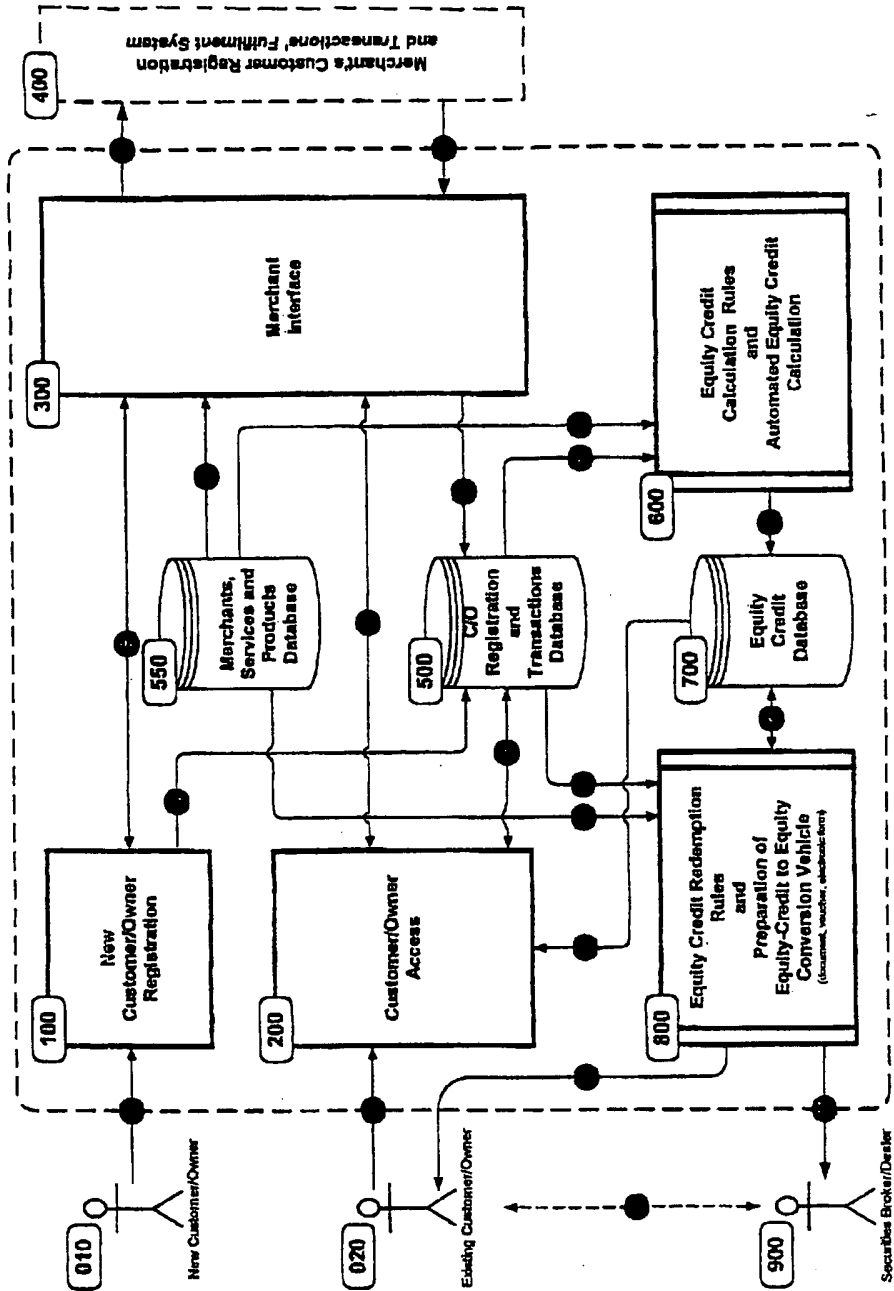 900
Securities Broker/Dealer
020
Existing Customer/Owner
010
New Customer/Owner
800
Equity Credit Redemption
Rules
and
Preparation of
Equity-Credit to Equity
Conversion Vehicle
(document, voucher, electronic form)
200
Customer/Owner
Access
100
New
Customer/Owner
Registration
700
Equity
Credit
Database
500
C/O
Registration
and
Transactions
Database
550
Merchants,
Services and
Products
Database
600
Equity Credit
Calculation Rules
and
Automated Equity Credit
Calculation
300
Merchant
Interface
400
Merchant's Customer Registration
and Transactions' Fulfilment System